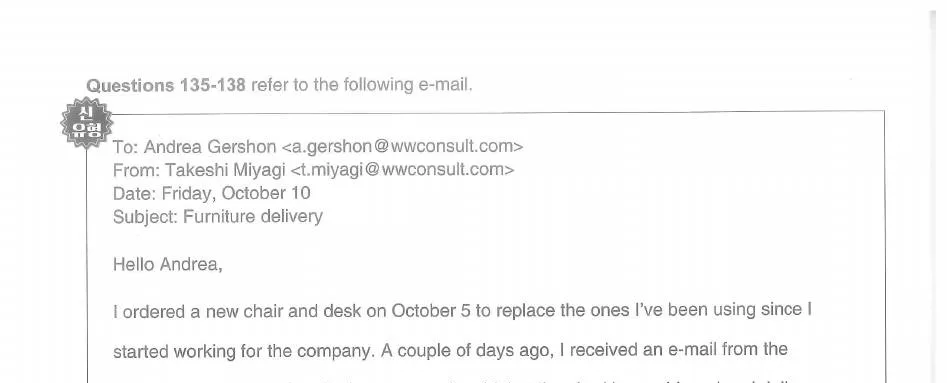 Questions 135-138 refer to the following e-mail.
신
유형
To: Andrea Gershon <a.gershon@wwconsult.com>
From: Takeshi Miyagi <t.miyagi@wwconsult.com>
Date: Friday, October 10
Subject: Furniture delivery
Hello Andrea,
I ordered a new chair and desk on October 5 to replace the ones I've been using since I
started working for the company. A couple of days ago, I received an e-mail from the